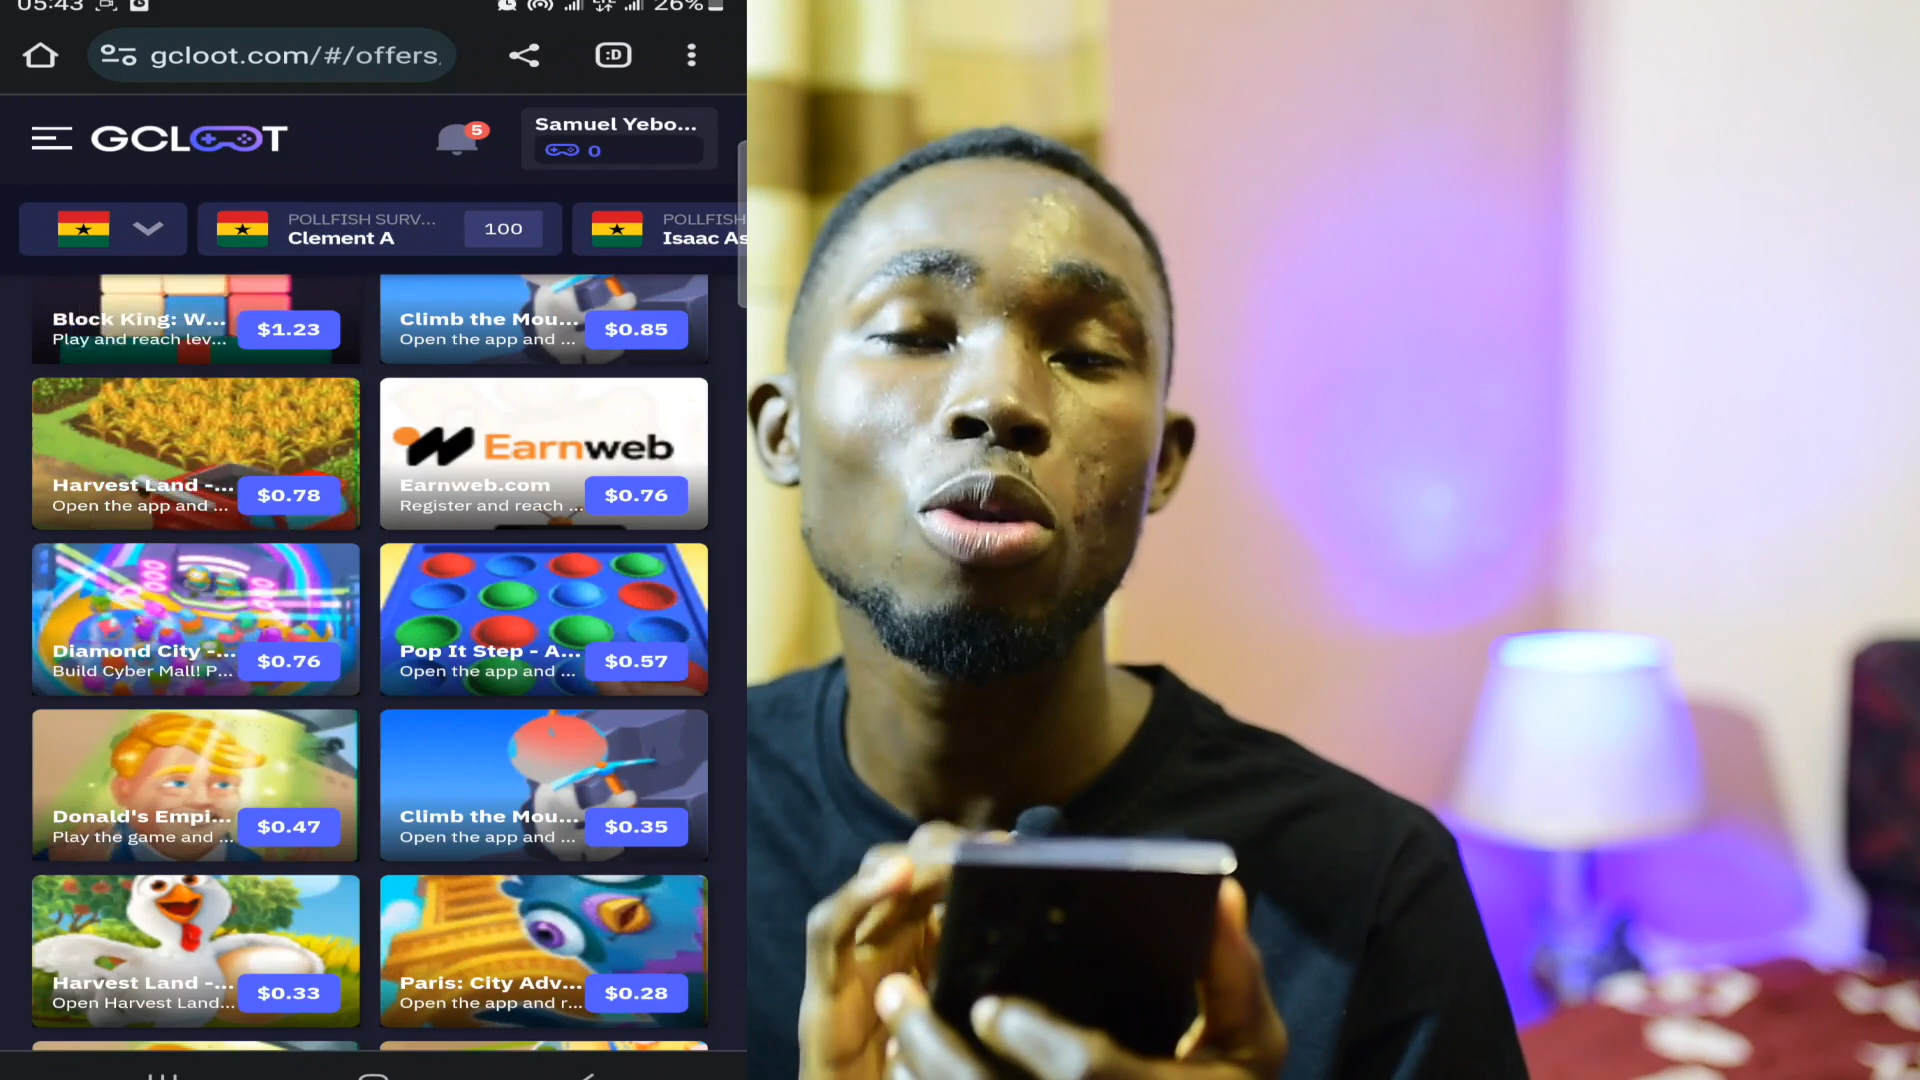 05:43
26%
gcloot.com/#/offers
:D
GCLOOT
5
Samuel Yebo...
0
POLLFISH SURV...
Clement A
100
POLLFISH
Isaac As
Block King: W...
Play and reach lev...
$1.23
Climb the Mou...
Open the app and ...
$0.85
Harvest Land -...
Open the app and ...
$0.78
Earnweb
Earnweb.com
Register and reach ...
$0.76
Diamond City -...
Build Cyber Mall! P...
$0.76
Pop It Step - A...
Open the app and ...
$0.57
Donald's Empi...
Play the game and ...
$0.47
Climb the Mou...
Open the app and ...
$0.35
Harvest Land -...
Open Harvest Land...
$0.33
Paris: City Adv...
Open the app and r...
$0.28